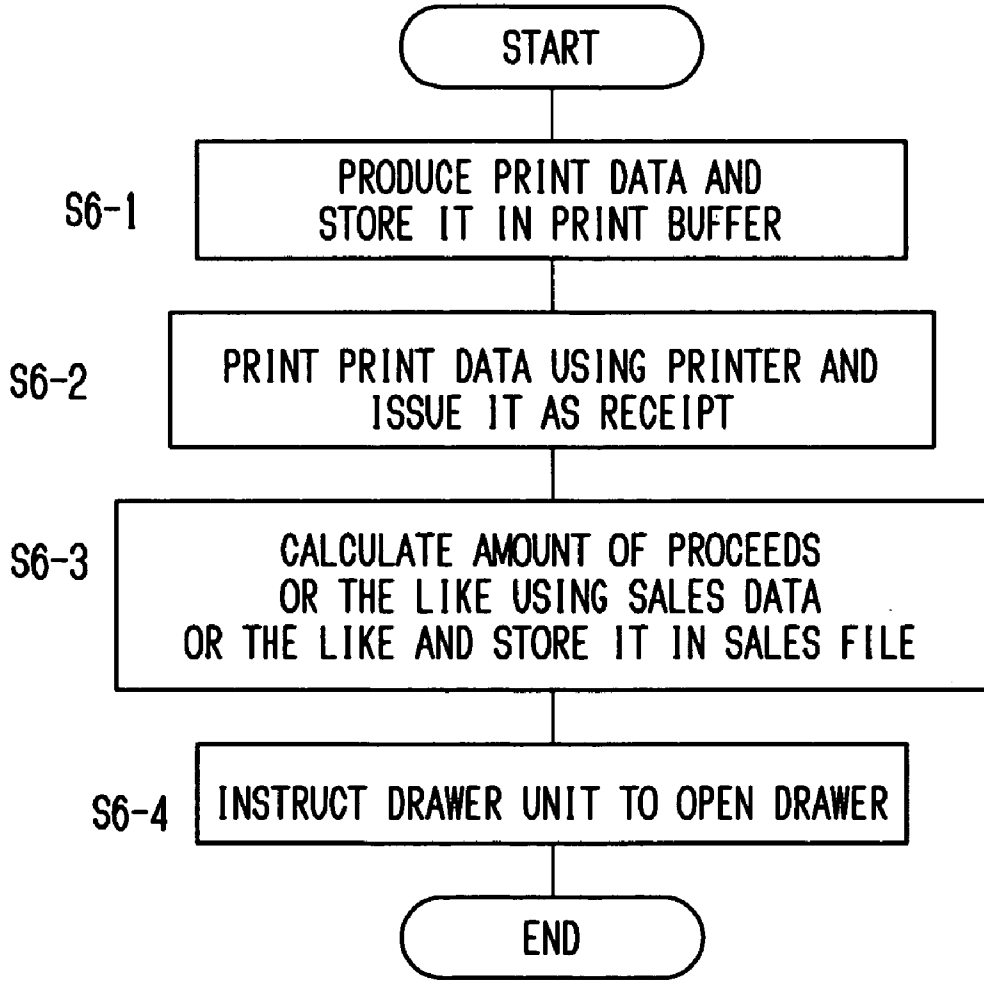 START
S6-1
PRODUCE PRINT DATA AND
STORE IT IN PRINT BUFFER
S6-2
PRINT PRINT DATA USING PRINTER AND
ISSUE IT AS RECEIPT
S6-3
CALCULATE AMOUNT OF PROCEEDS
OR THE LIKE USING SALES DATA
OR THE LIKE AND STORE IT IN SALES FILE
S6-4
INSTRUCT DRAWER UNIT TO OPEN DRAWER
END